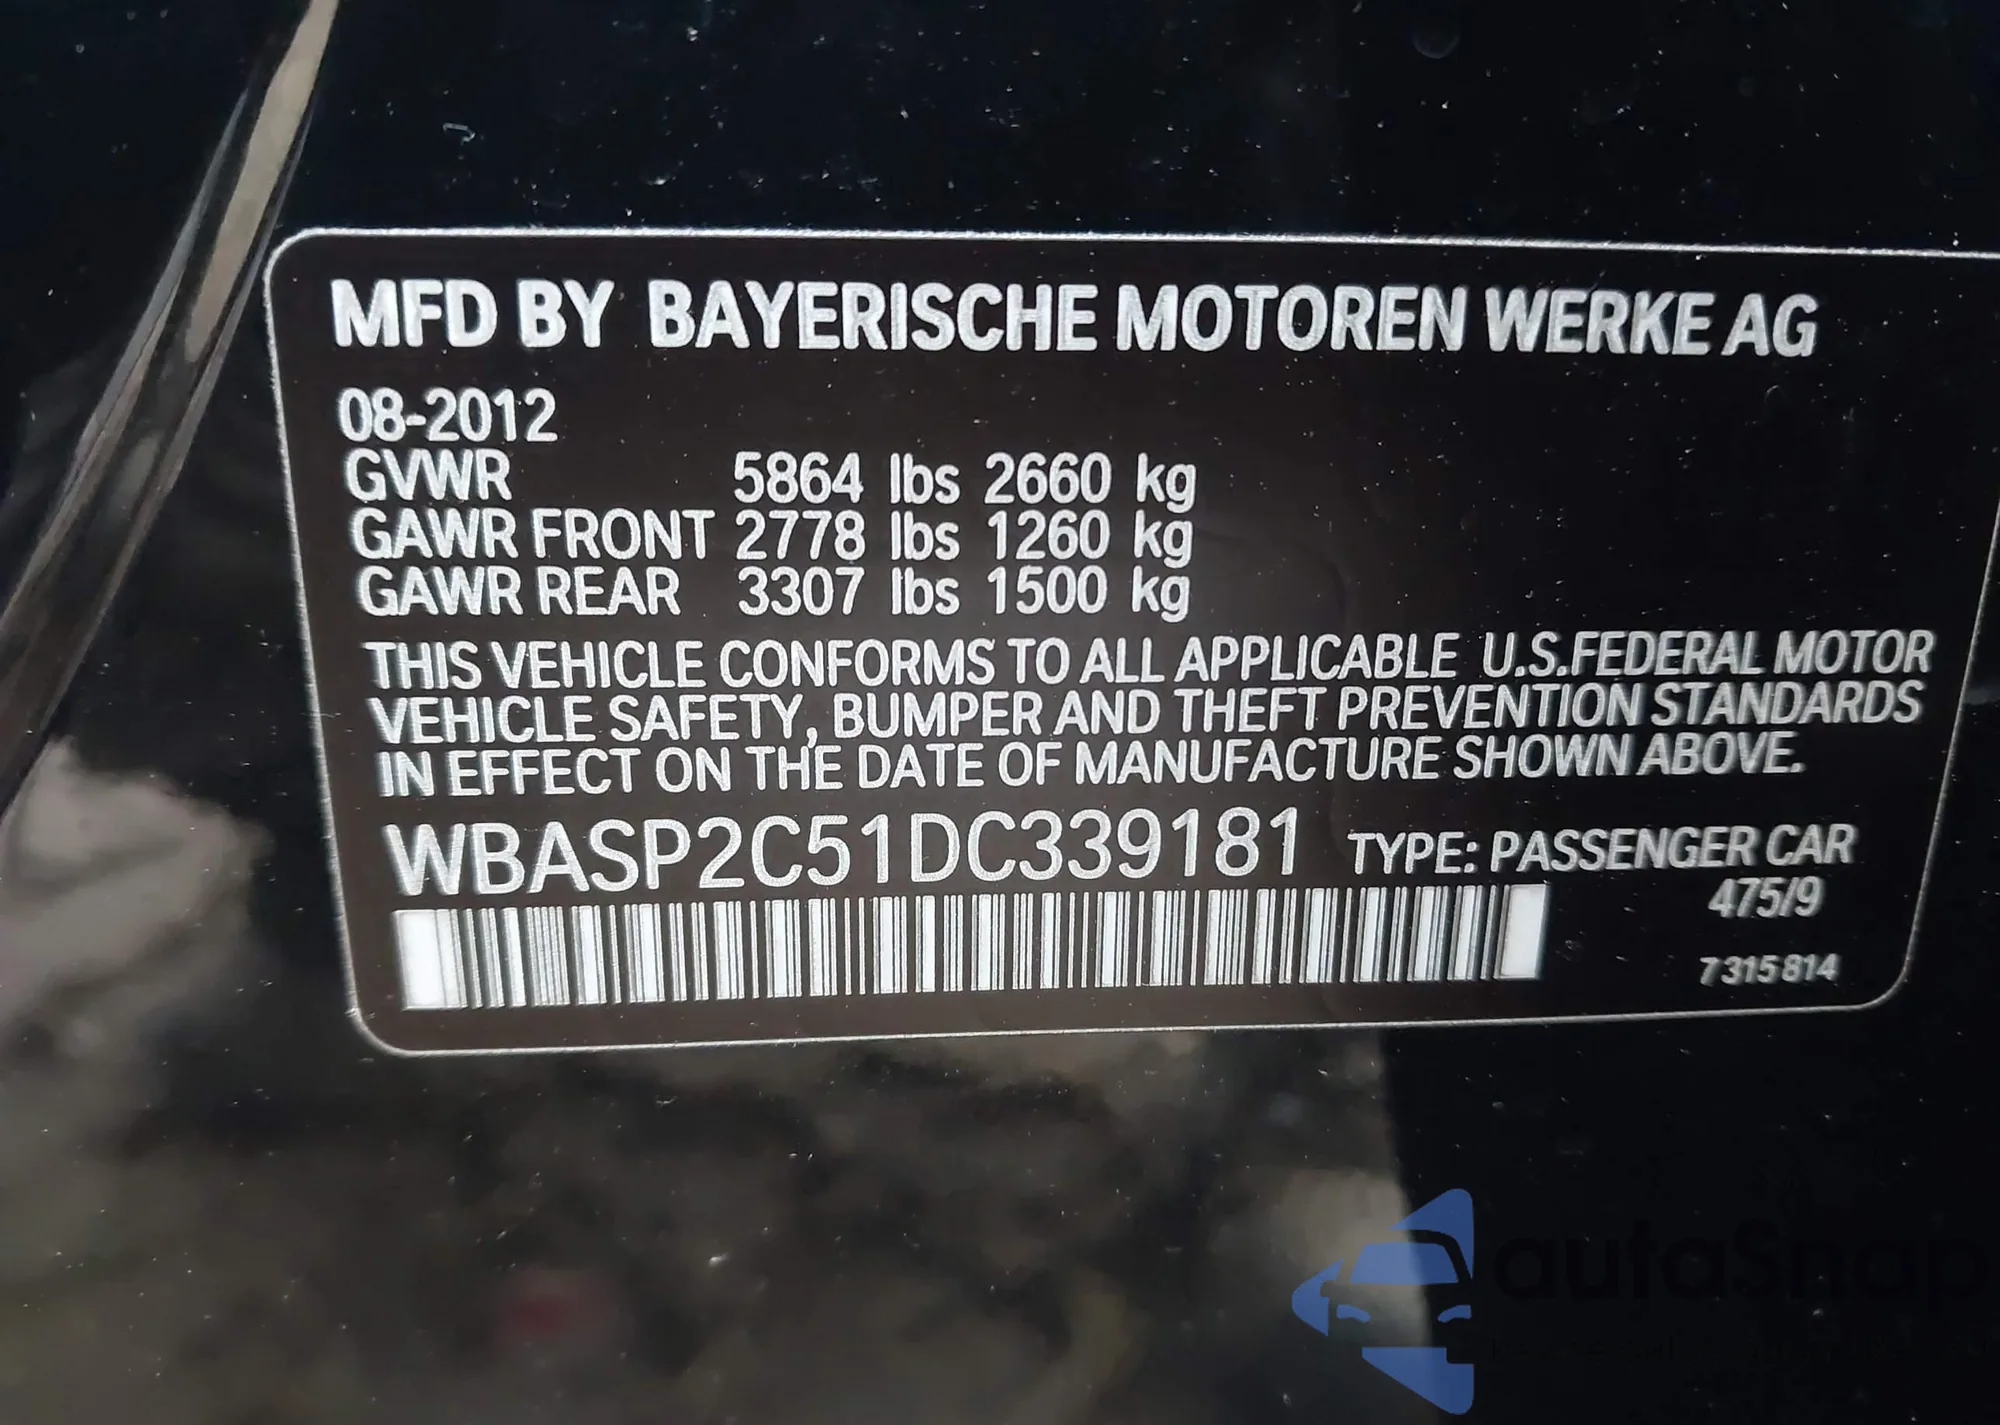 MFD BY BAYERISCHE MOTOREN WERKE AG
08-2012
GVWR 5864 lbs 2660 kg
GAWR FRONT 2778 lbs 1260 kg
GAWR REAR 3307 lbs 1500 kg
THIS VEHICLE CONFORMS TO ALL APPLICABLE U.S.FEDERAL MOTOR
VEHICLE SAFETY, BUMPER AND THEFT PREVENTION STANDARDS
IN EFFECT ON THE DATE OF MANUFACTURE SHOWN ABOVE.
WBASP2C51DC339181 TYPE: PASSENGER CAR
475/9
7315814
autaSnap